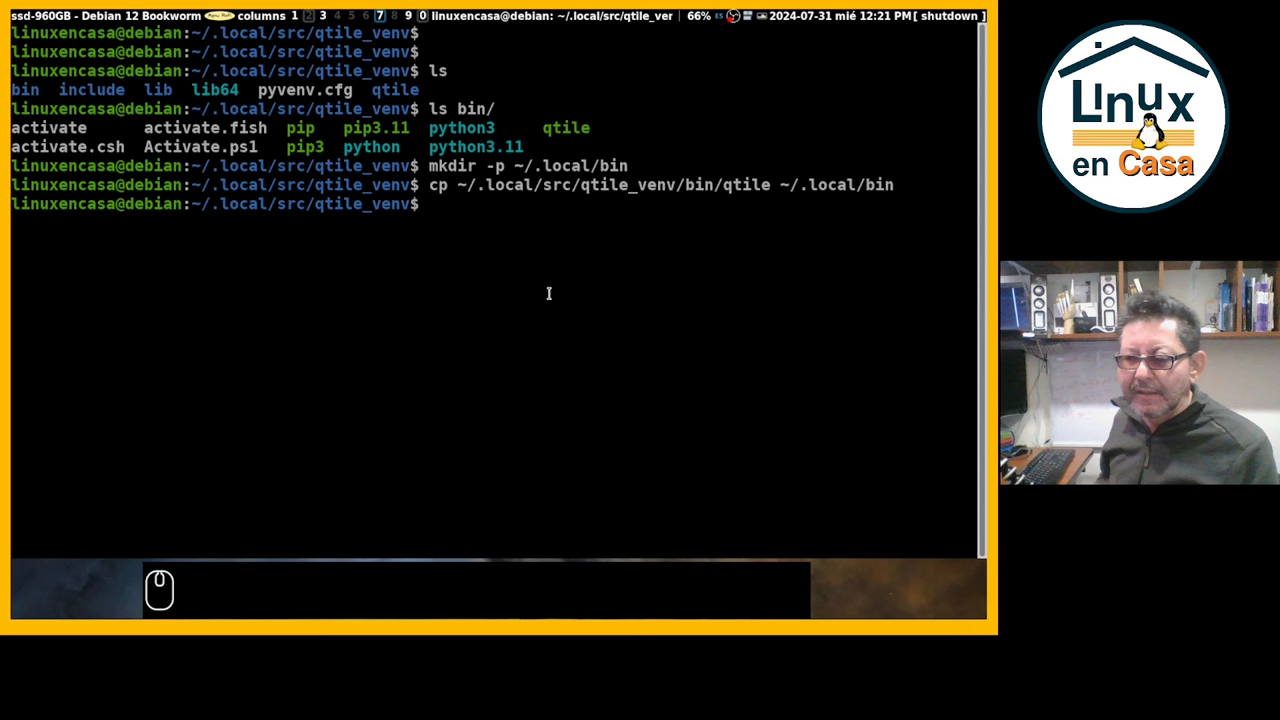 ssd-960GB - Debian 12 Bookworm columns 1 2 3 4 5 6 7 8 9 0 linuxencasa@debian: ~/.local/src/qtile_ver 66% ES 2024-07-31 mié 12:21 PM[ shutdown ]
linuxencasa@debian:~/.local/src/qtile_venv$
linuxencasa@debian:~/.local/src/qtile_venv$
linuxencasa@debian:~/.local/src/qtile_venv$ ls
bin include lib lib64 pyvenv.cfg qtile
linuxencasa@debian:~/.local/src/qtile_venv$ ls bin/
activate activate.fish pip pip3.11 python3 qtile
activate.csh Activate.ps1 pip3 python python3.11
linuxencasa@debian:~/.local/src/qtile_venv$ mkdir -p ~/.local/bin
linuxencasa@debian:~/.local/src/qtile_venv$ cp ~/.local/src/qtile_venv/bin/qtile ~/.local/bin
linuxencasa@debian:~/.local/src/qtile_venv$
Linux
en Casa